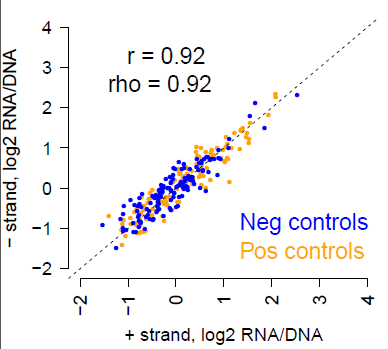 r = 0.92
rho = 0.92
Neg controls
Pos controls
− strand, log2 RNA/DNA
4
3
2
1
0
−1
−2
−2
−1
0
1
2
3
4
+ strand, log2 RNA/DNA